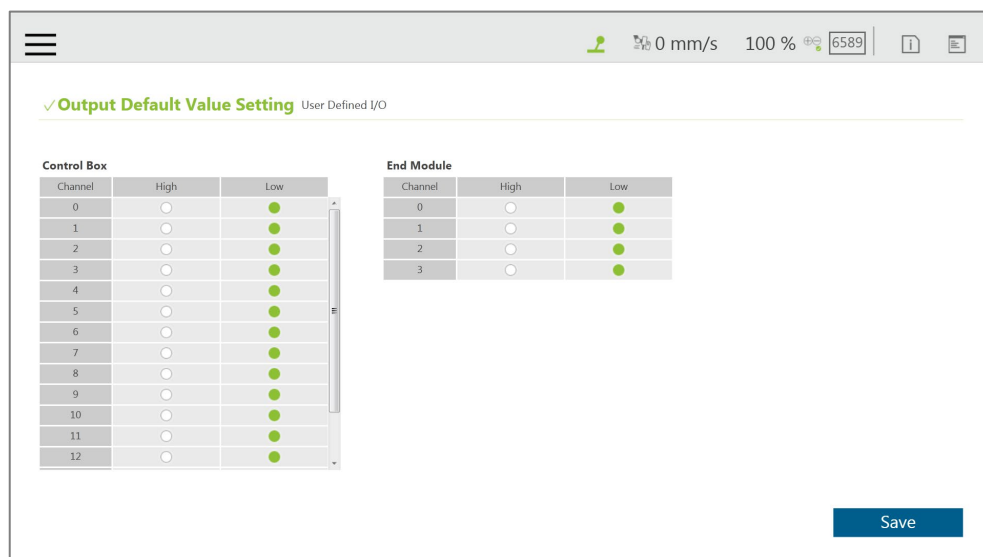 0 mm/s 100 % 6589
Output Default Value Setting User Defined I/O
Control Box
Channel High Low
0
1
2
3
4
5
6
7
8
9
10
11
12
End Module
Channel High Low
0
1
2
3
Save